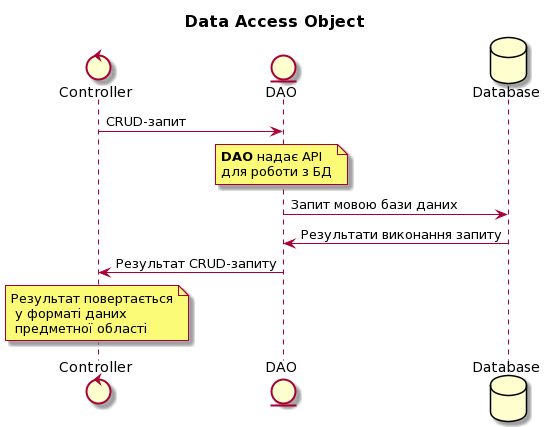 Data Access Object
Controller
DAO
Database
CRUD-запит
DAO надає API
для роботи з БД
Запит мовою бази даних
Результати виконання запиту
Результат CRUD-запиту
Результат повертається
у форматі даних
предметної області
Controller
DAO
Database